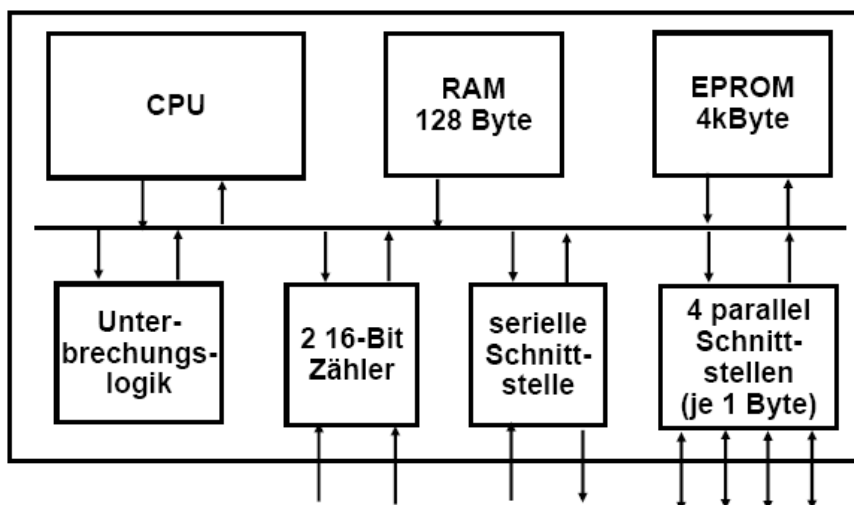 CPU
RAM
128 Byte
EPROM
4kByte
Unter-
brechungs-
logik
2 16-Bit
Zähler
serielle
Schnitt-
stelle
4 parallel
Schnitt-
stellen
(je 1 Byte)